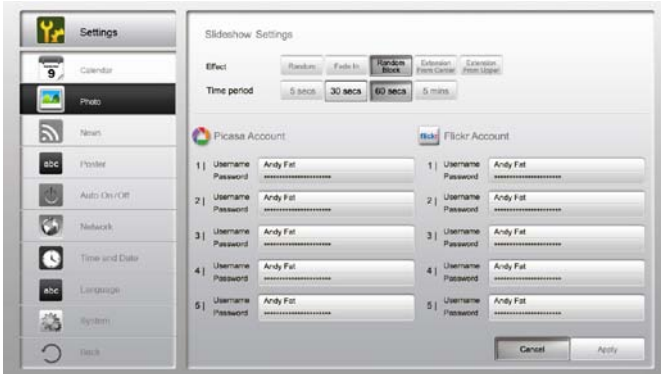 Settings
9
Calendar
Photo
News
abc
Poster
Auto On/Off
Network
Time and Date
abc
Language
System
Back
Slideshow Settings
Effect
Random
Fade In
Random Block
Extension From Center
Extension From Upper
Time period
5 secs
30 secs
60 secs
5 mins
Picasa Account
1| Username Andy Fat
Password
2| Username Andy Fat
Password
3| Username Andy Fat
Password
4| Username Andy Fat
Password
5| Username Andy Fat
Password
flickr Flickr Account
1| Username Andy Fat
Password
2| Username Andy Fat
Password
3| Username Andy Fat
Password
4| Username Andy Fat
Password
5| Username Andy Fat
Password
Cancel
Apply